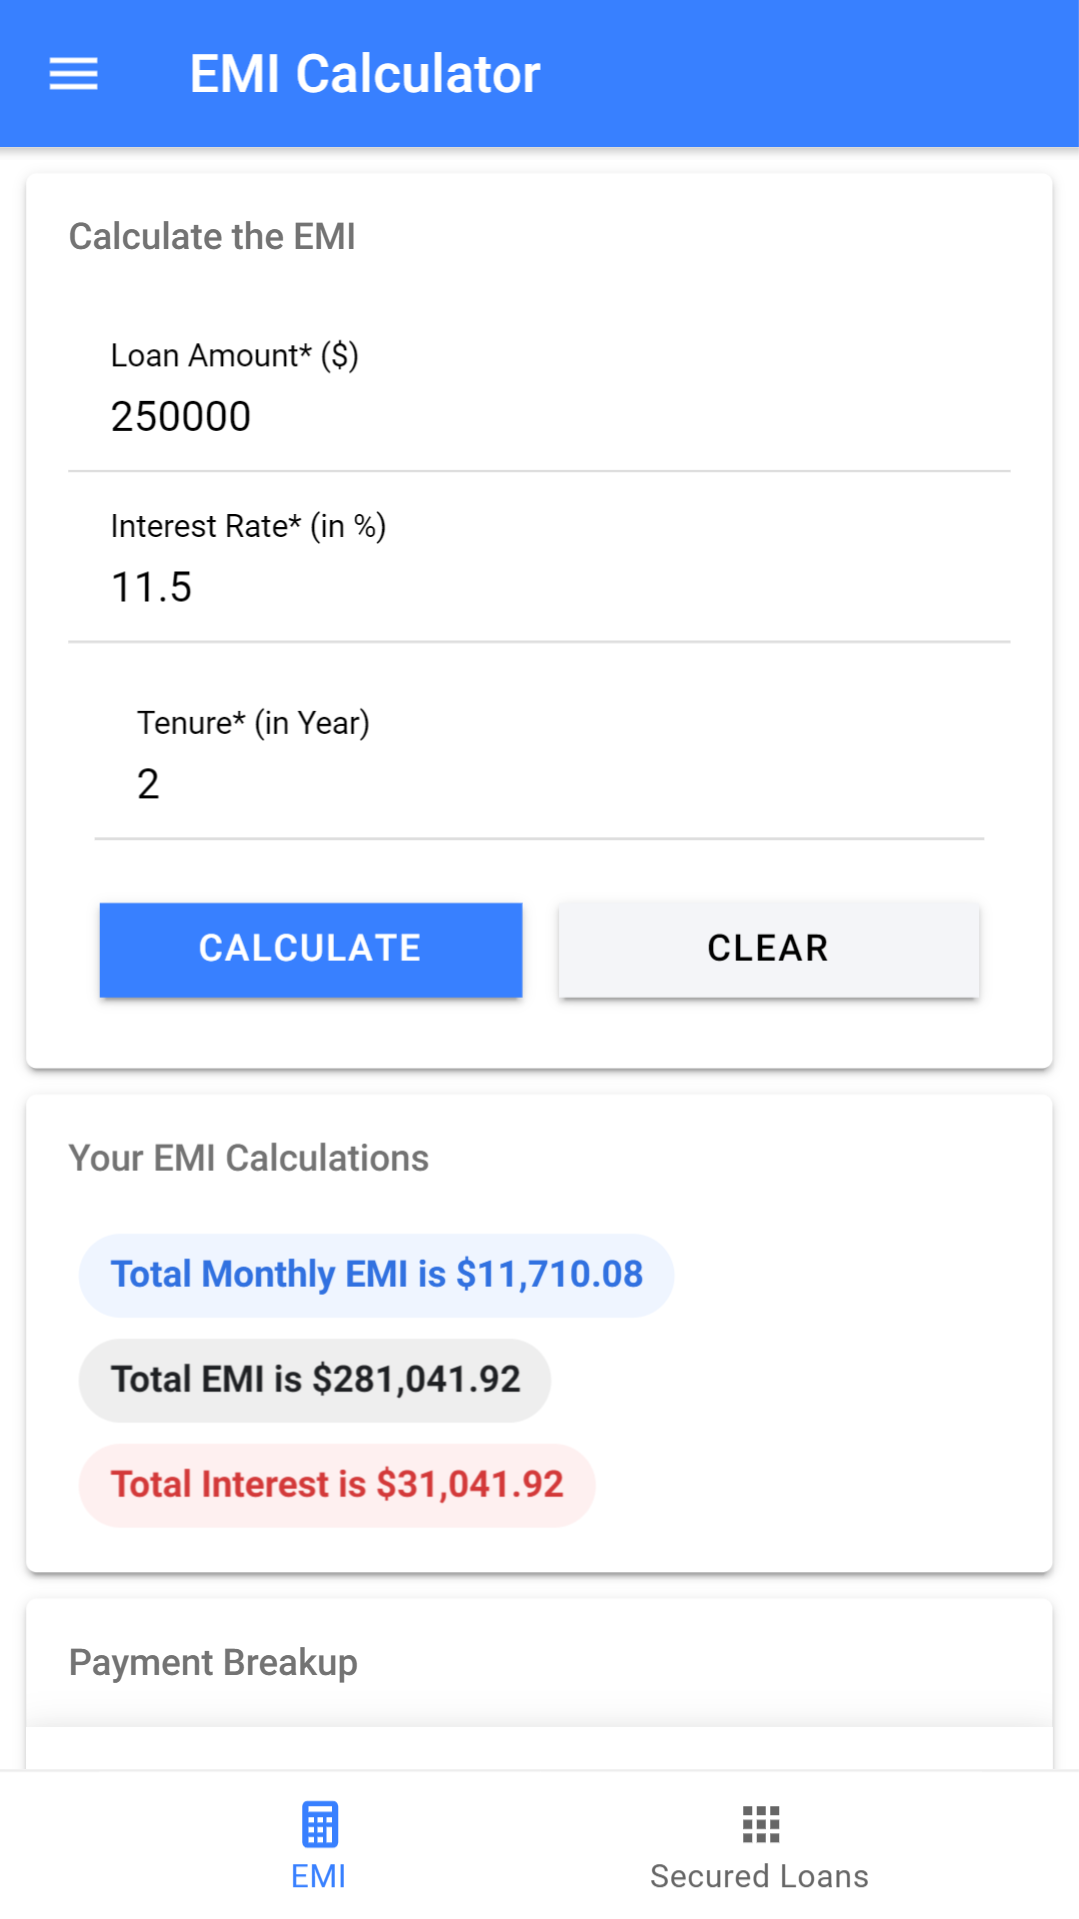 EMI Calculator
Calculate the EMI
Loan Amount* ($)
250000
Interest Rate* (in %)
11.5
Tenure* (in Year)
2
CALCULATE CLEAR
Your EMI Calculations
Total Monthly EMI is $11,710.08
Total EMI is $281,041.92
Total Interest is $31,041.92
Payment Breakup
EMI Secured Loans